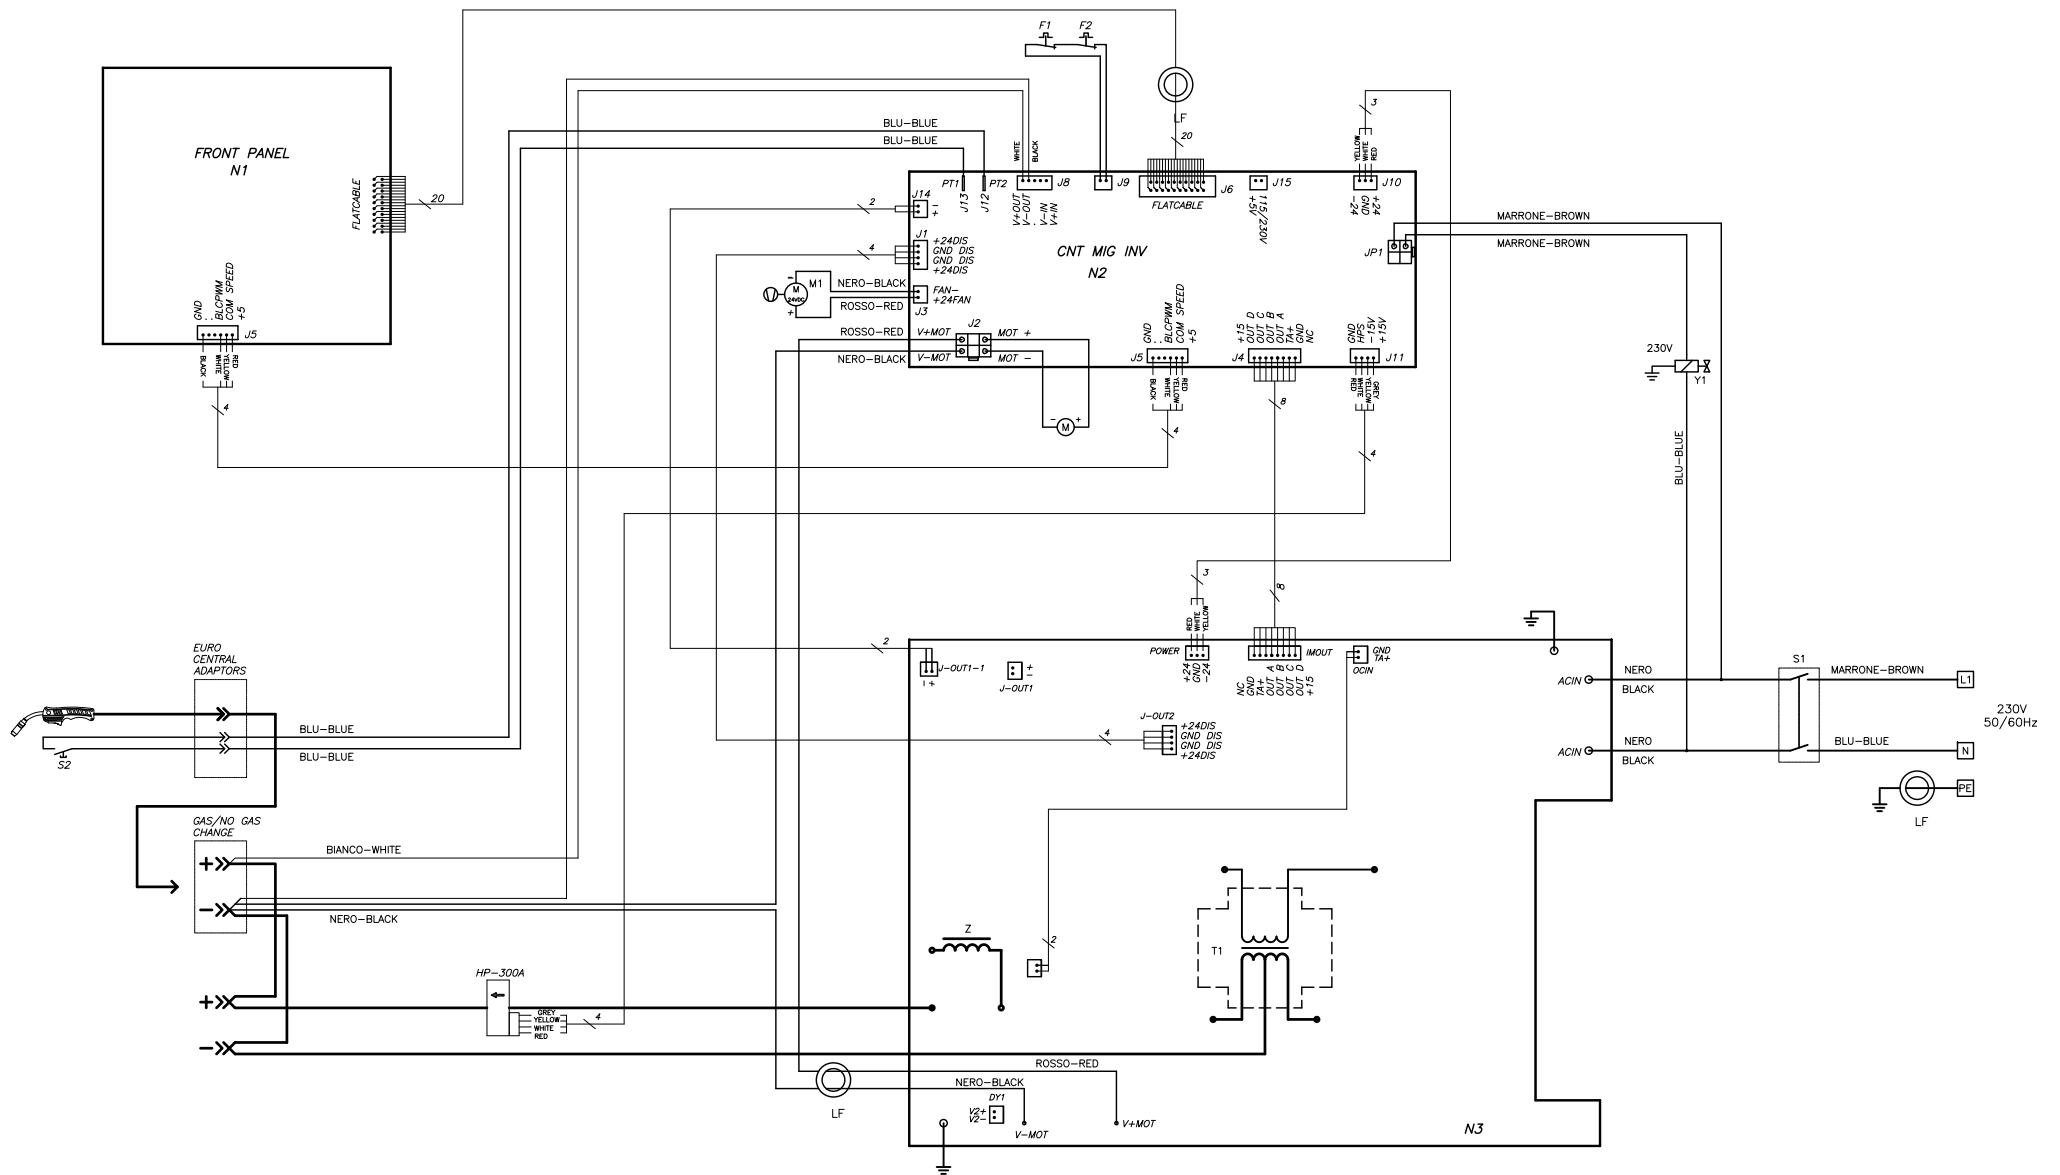 F1
F2
LF
20
3
YELLOW
WHITE
RED
BLU-BLUE
BLU-BLUE
WHITE
BLACK
FRONT PANEL
N1
FLATCABLE
20
GND
..
BLCPWM
COM SPEED
+5
J5
BLACK
WHITE
YELLOW
RED
4
J14
-
+
2
PT1
J13
PT2
J12
J8
V+OUT
V-OUT
.
V-IN
V+IN
J9
J6
FLATCABLE
J15
+5V
115/230V
J10
-24
GND
+24
J1
+24DIS
GND DIS
GND DIS
+24DIS
4
CNT MIG INV
N2
JP1
MARRONE-BROWN
MARRONE-BROWN
-
M
24VDC
+
M1
NERO-BLACK
ROSSO-RED
FAN-
+24FAN
J3
ROSSO-RED
V+MOT
J2
MOT +
NERO-BLACK
V-MOT
MOT -
- M +
J5
GND
..
BLCPWM
COM SPEED
+5
BLACK
WHITE
YELLOW
RED
4
J4
+15
OUT D
OUT C
OUT B
OUT A
TA+
GND
NC
8
GND
HPS
-15V
+15V
J11
RED
WHITE
YELLOW
GREY
4
230V
Y1
BLU-BLUE
3
RED
WHITE
YELLOW
8
2
J-OUT1-1
- +
J-OUT1
+
-
POWER
+24
GND
-24
IMOUT
NC
GND
TA+
OUT A
OUT B
OUT C
OUT D
+15
GND
TA+
OCIN
ACIN
NERO
BLACK
S1
MARRONE-BROWN
L1
230V
50/60Hz
ACIN
NERO
BLACK
BLU-BLUE
N
PE
LF
J-OUT2
+24DIS
GND DIS
GND DIS
+24DIS
4
EURO
CENTRAL
ADAPTORS
BLU-BLUE
BLU-BLUE
S2
GAS/NO GAS
CHANGE
+
BIANCO-WHITE
-
NERO-BLACK
Z
2
T1
HP-300A
+
GREY
YELLOW
WHITE
RED
4
-
ROSSO-RED
NERO-BLACK
LF
DY1
V2+
V2-
V-MOT
V+MOT
N3